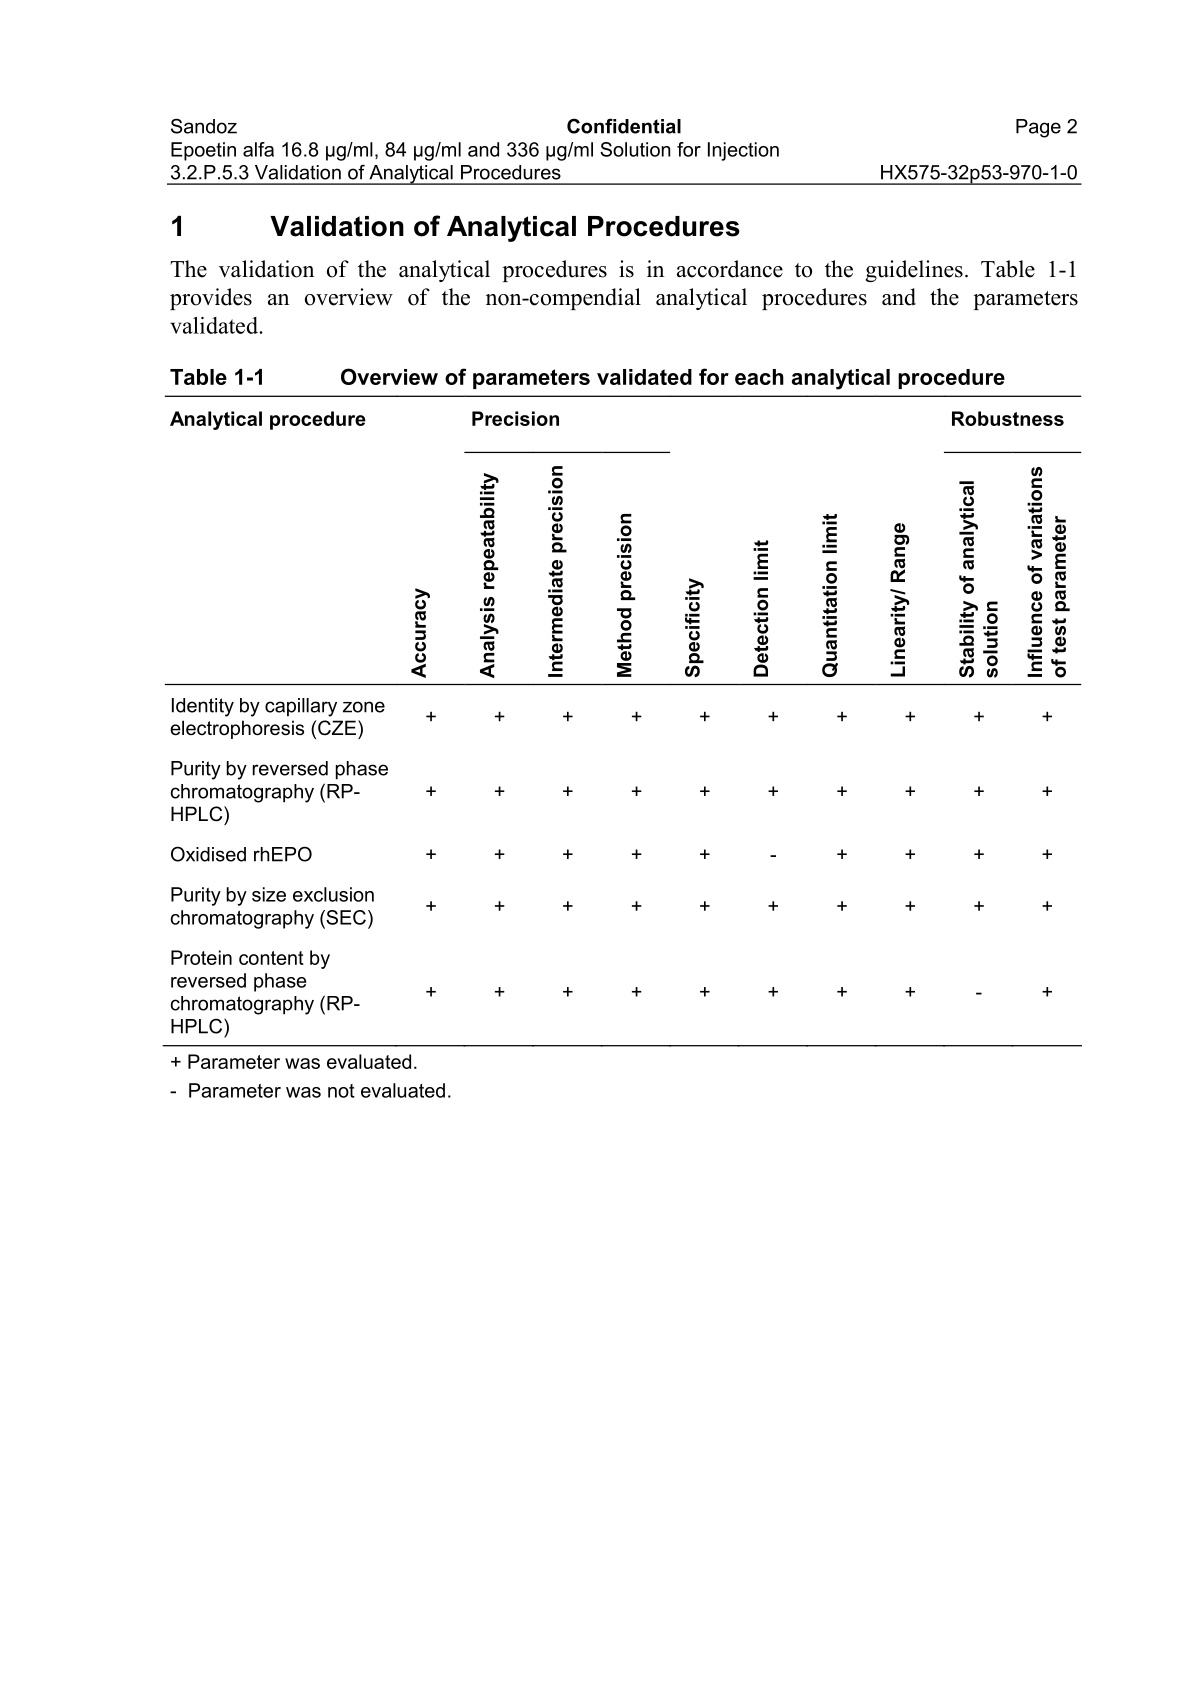 Sandoz Confidential Page 2
Epoetin alfa 16.8 µg/ml, 84 µg/ml and 336 µg/ml Solution for Injection
3.2.P.5.3 Validation of Analytical Procedures HX575-32p53-970-1-0
1 Validation of Analytical Procedures
The validation of the analytical procedures is in accordance to the guidelines. Table 1-1
provides an overview of the non-compendial analytical procedures and the parameters
validated.
Table 1-1 Overview of parameters validated for each analytical procedure
Analytical procedure Precision Robustness
Accuracy
Analysis repeatability
Intermediate precision
Method precision
Specificity
Detection limit
Quantitation limit
Linearity/ Range
Stability of analytical
solution
Influence of variations
of test parameter
Identity by capillary zone
electrophoresis (CZE) + + + + + + + + + +
Purity by reversed phase
chromatography (RP- + + + + + + + + + +
HPLC)
Oxidised rhEPO + + + + + - + + + +
Purity by size exclusion
chromatography (SEC) + + + + + + + + + +
Protein content by
reversed phase
chromatography (RP- + + + + + + + + - +
HPLC)
+ Parameter was evaluated.
- Parameter was not evaluated.